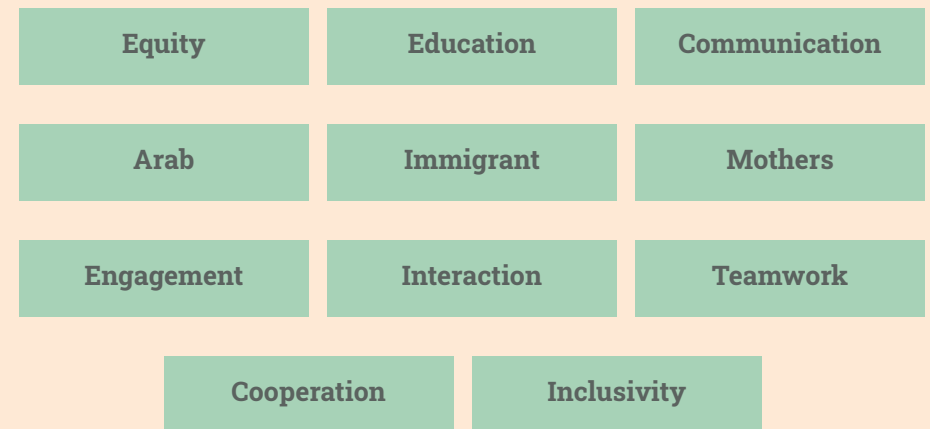 Equity
Education
Communication
Arab
Immigrant
Mothers
Engagement
Interaction
Teamwork
Cooperation
Inclusivity